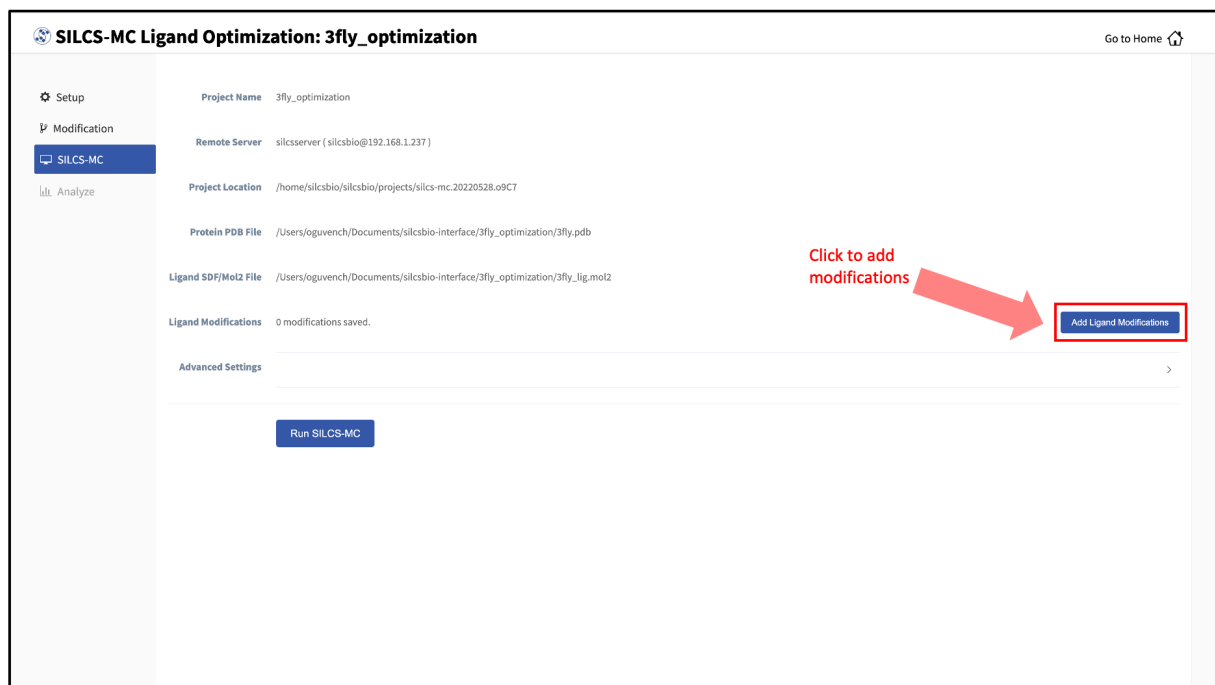 SILCS-MC Ligand Optimization: 3fly_optimization
Go to Home
Setup
Modification
SILCS-MC
Analyze
Project Name 3fly_optimization
Remote Server silcsserver ( silcsbio@192.168.1.237 )
Project Location /home/silcsbio/silcsbio/projects/silcs-mc.20220528.o9C7
Protein PDB File /Users/oguvench/Documents/silcsbio-interface/3fly_optimization/3fly.pdb
Ligand SDF/Mol2 File /Users/oguvench/Documents/silcsbio-interface/3fly_optimization/3fly_lig.mol2
Click to add
modifications
Ligand Modifications 0 modifications saved. Add Ligand Modifications
Advanced Settings
Run SILCS-MC